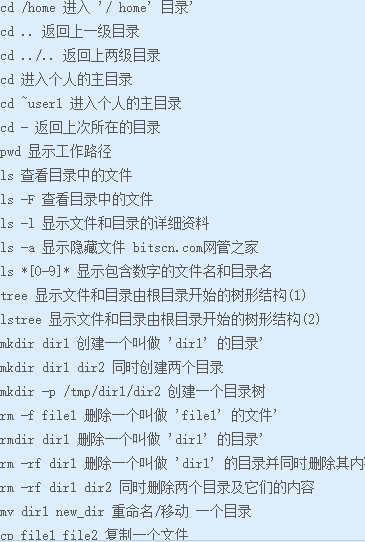 cd /home 进入 '/ home' 目录'
cd .. 返回上一级目录
cd ../.. 返回上两级目录
cd 进入个人的主目录
cd ~user1 进入个人的主目录
cd - 返回上次所在的目录
pwd 显示工作路径
ls 查看目录中的文件
ls -F 查看目录中的文件
ls -l 显示文件和目录的详细资料
ls -a 显示隐藏文件 bitscn.com网管之家
ls *[0-9]* 显示包含数字的文件名和目录名
tree 显示文件和目录由根目录开始的树形结构(1)
lstree 显示文件和目录由根目录开始的树形结构(2)
mkdir dir1 创建一个叫做 'dir1' 的目录'
mkdir dir1 dir2 同时创建两个目录
mkdir -p /tmp/dir1/dir2 创建一个目录树
rm -f file1 删除一个叫做 'file1' 的文件'
rmdir dir1 删除一个叫做 'dir1' 的目录'
rm -rf dir1 删除一个叫做 'dir1' 的目录并同时删除其内
rm -rf dir1 dir2 同时删除两个目录及它们的内容
mv dir1 new_dir 重命名/移动 一个目录
cp file1 file2 复制一个文件